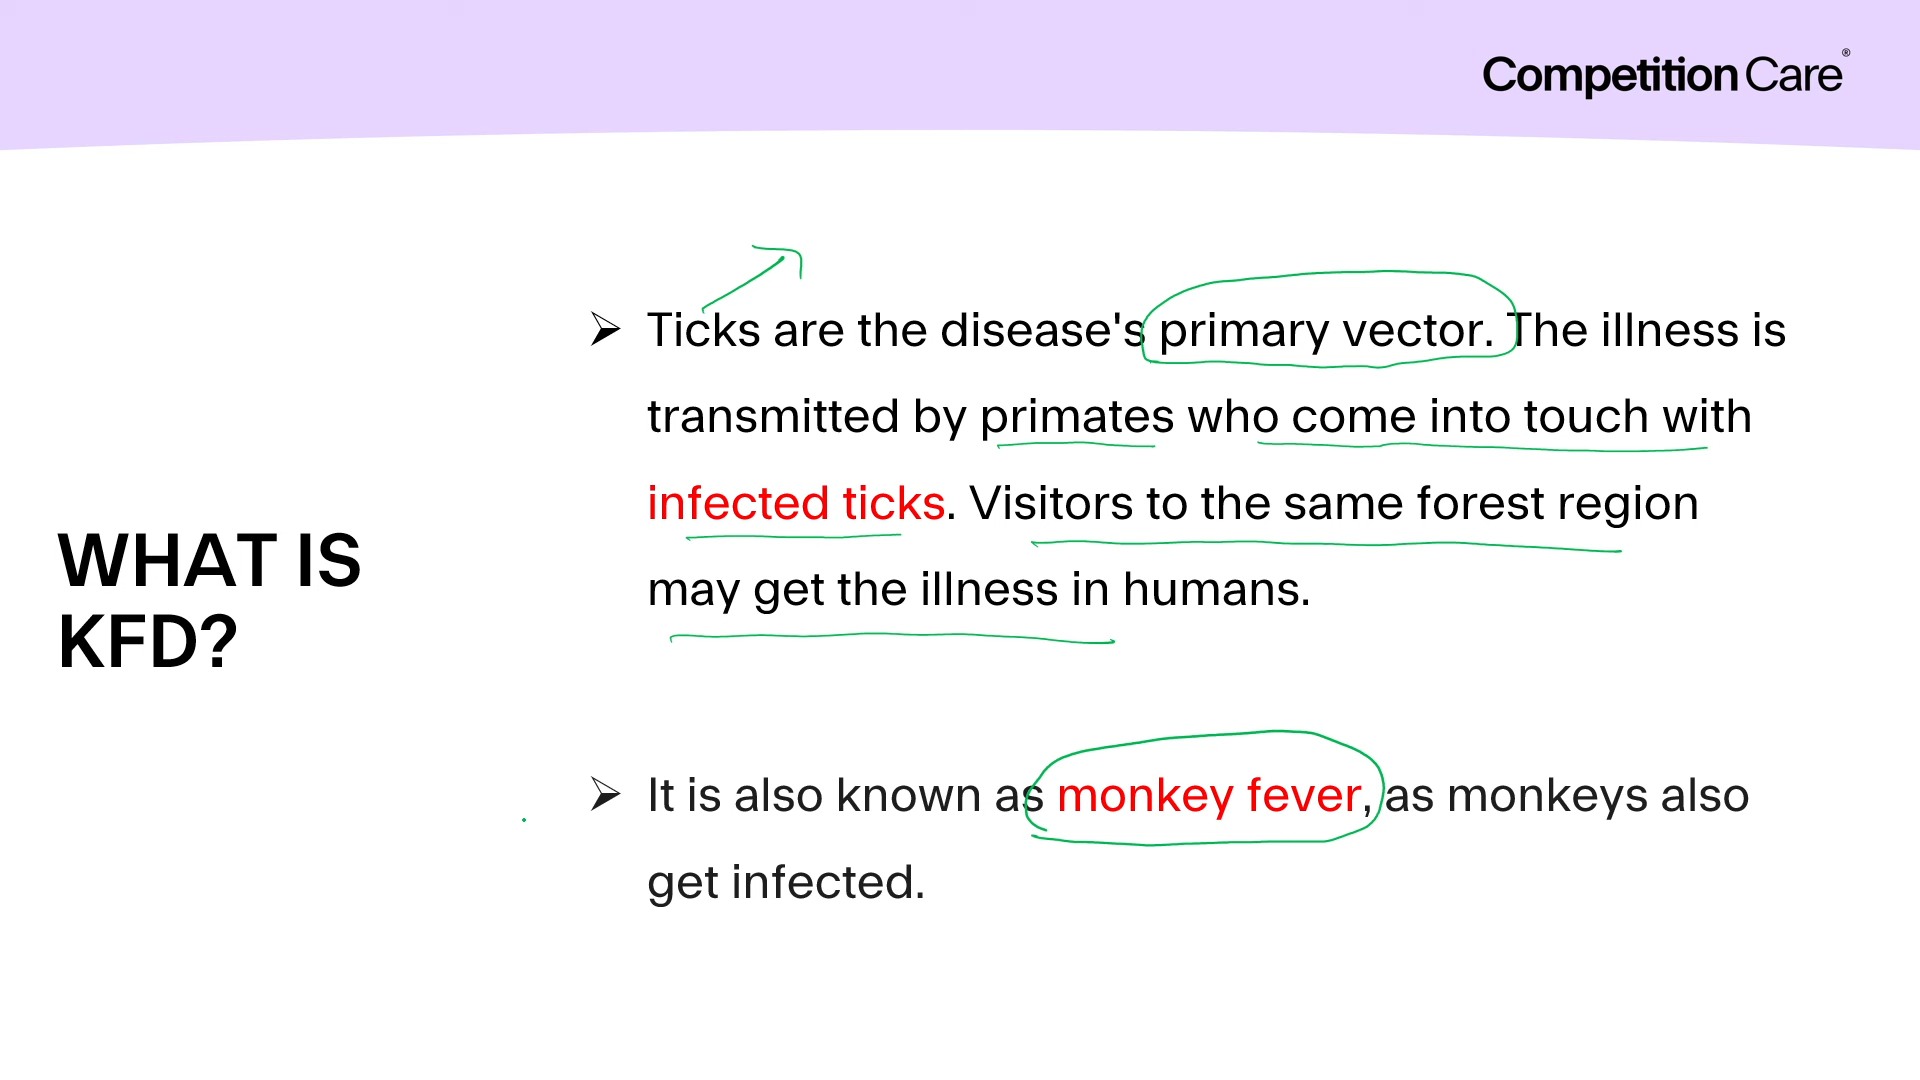 Competition Care®
WHAT IS
KFD?
➢ Ticks are the disease's primary vector. The illness is
transmitted by primates who come into touch with
infected ticks. Visitors to the same forest region
may get the illness in humans.
➢ It is also known as monkey fever, as monkeys also
get infected.